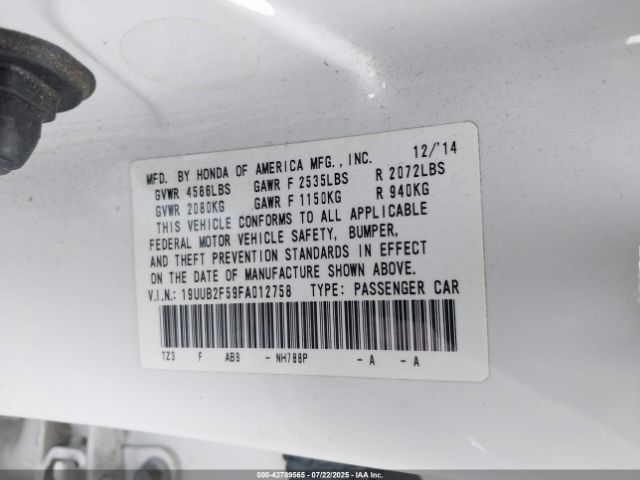 MFD. BY HONDA OF AMERICA MFG., INC. 12/'14
GVWR 4586LBS GAWR F 2535LBS R 2072LBS
GVWR 2080KG GAWR F 1150KG R 940KG
THIS VEHICLE CONFORMS TO ALL APPLICABLE
FEDERAL MOTOR VEHICLE SAFETY, BUMPER,
AND THEFT PREVENTION STANDARDS IN EFFECT
ON THE DATE OF MANUFACTURE SHOWN ABOVE.
V.I.N.: 19UUB2F59FA012758 TYPE: PASSENGER CAR
TZ3 F AB9 - NH788P - A - A
000-42789565 07/22/2025 IAA Inc.